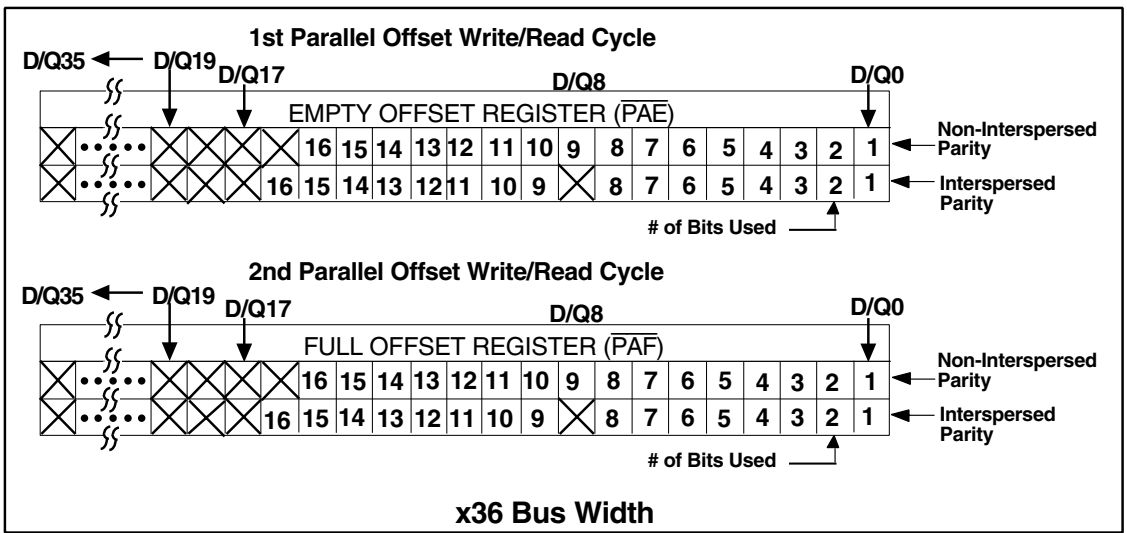 1st Parallel Offset Write/Read Cycle
D/Q35 D/Q19 D/Q17 D/Q8 D/Q0
EMPTY OFFSET REGISTER (PAE)
16 15 14 13 12 11 10 9 8 7 6 5 4 3 2 1 Non-Interspersed
Parity
16 15 14 13 12 11 10 9 8 7 6 5 4 3 2 1 Interspersed
Parity
# of Bits Used
2nd Parallel Offset Write/Read Cycle
D/Q35 D/Q19 D/Q17 D/Q8 D/Q0
FULL OFFSET REGISTER (PAF)
16 15 14 13 12 11 10 9 8 7 6 5 4 3 2 1 Non-Interspersed
Parity
16 15 14 13 12 11 10 9 8 7 6 5 4 3 2 1 Interspersed
Parity
# of Bits Used
x36 Bus Width